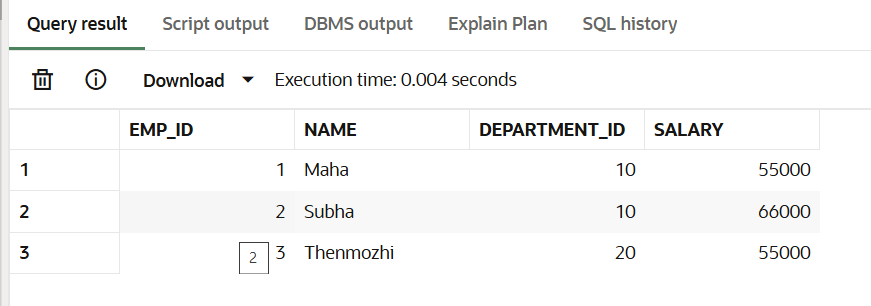 Query result Script output DBMS output Explain Plan SQL history
Download Execution time: 0.004 seconds
EMP_ID NAME DEPARTMENT_ID SALARY
1 1 Maha 10 55000
2 2 Subha 10 66000
3 2 3 Thenmozhi 20 55000